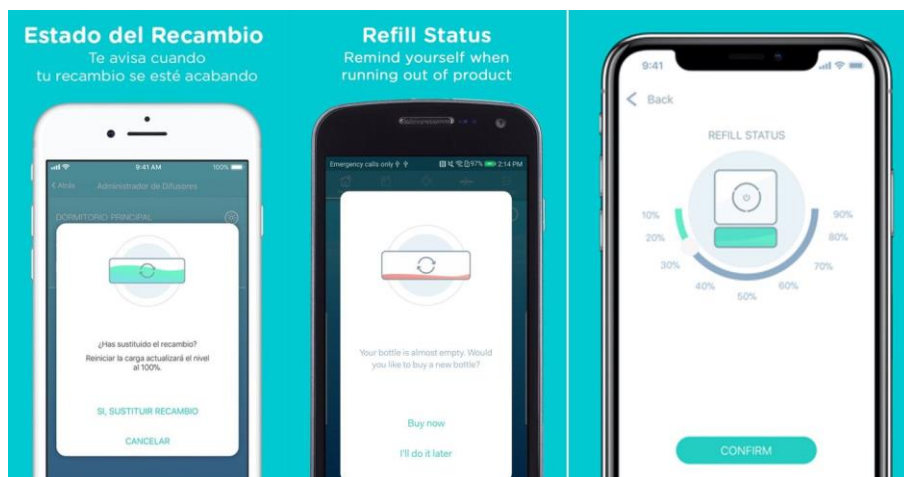 Estado del Recambio
Te avisa cuando
tu recambio se esté acabando
9:41 AM
100%
Atrás
Administrador de Difusores
DORMITORIO PRINCIPAL
¿Has sustituido el recambio?
Reiniciar la carga actualizará el nivel
al 100%.
SI, SUSTITUIR RECAMBIO
CANCELAR
Refill Status
Remind yourself when
running out of product
Emergency calls only
97% 2:14 PM
Your bottle is almost empty. Would
you like to buy a new bottle?
Buy now
I'll do it later
9:41
Back
REFILL STATUS
10%
20%
30%
40%
50%
60%
70%
80%
90%
CONFIRM